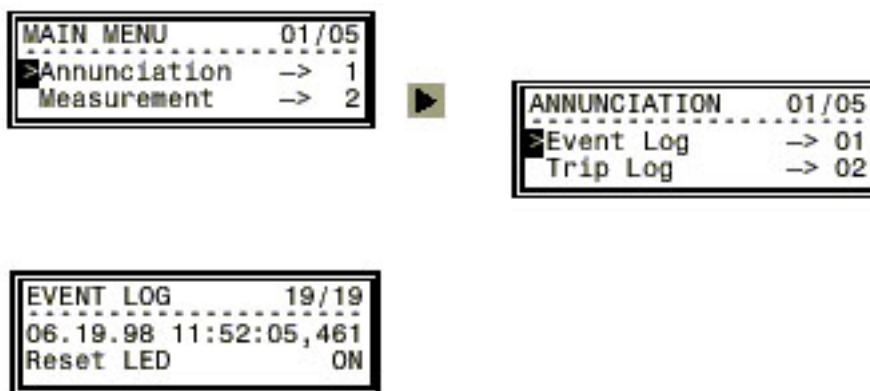 MAIN MENU 01/05
>Annunciation —> 1
Measurement —> 2
ANNUNCIATION 01/05
>Event Log —> 01
Trip Log —> 02
EVENT LOG 19/19
06.19.98 11:52:05,461
Reset LED ON